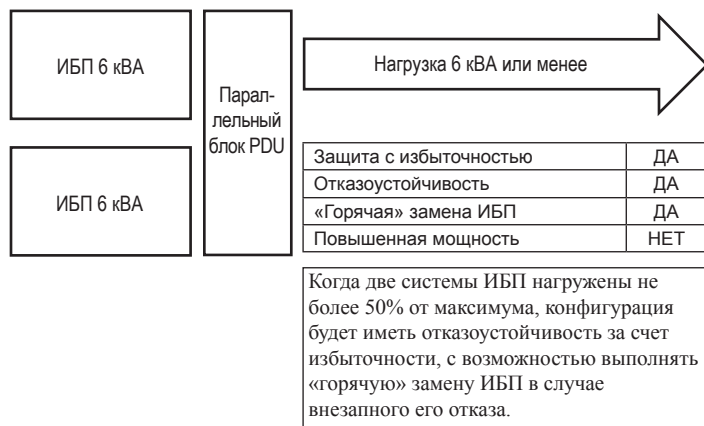 ИБП 6 кВА
ИБП 6 кВА
Парал-
лельный
блок PDU
Нагрузка 6 кВА или менее
Защита с избыточностью ДА
Отказоустойчивость ДА
«Горячая» замена ИБП ДА
Повышенная мощность НЕТ
Когда две системы ИБП нагружены не
более 50% от максимума, конфигурация
будет иметь отказоустойчивость за счет
избыточности, с возможностью выполнять
«горячую» замену ИБП в случае
внезапного его отказа.